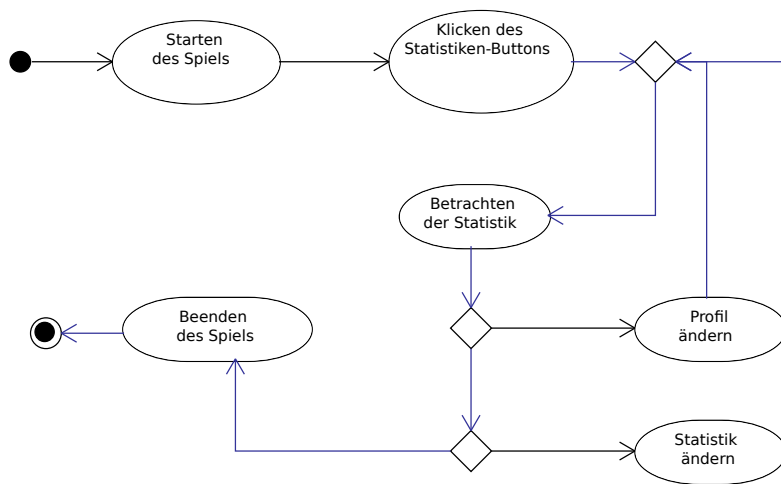 Starten
des Spiels
Klicken des
Statistiken-Buttons
Betrachten
der Statistik
Beenden
des Spiels
Profil
ändern
Statistik
ändern